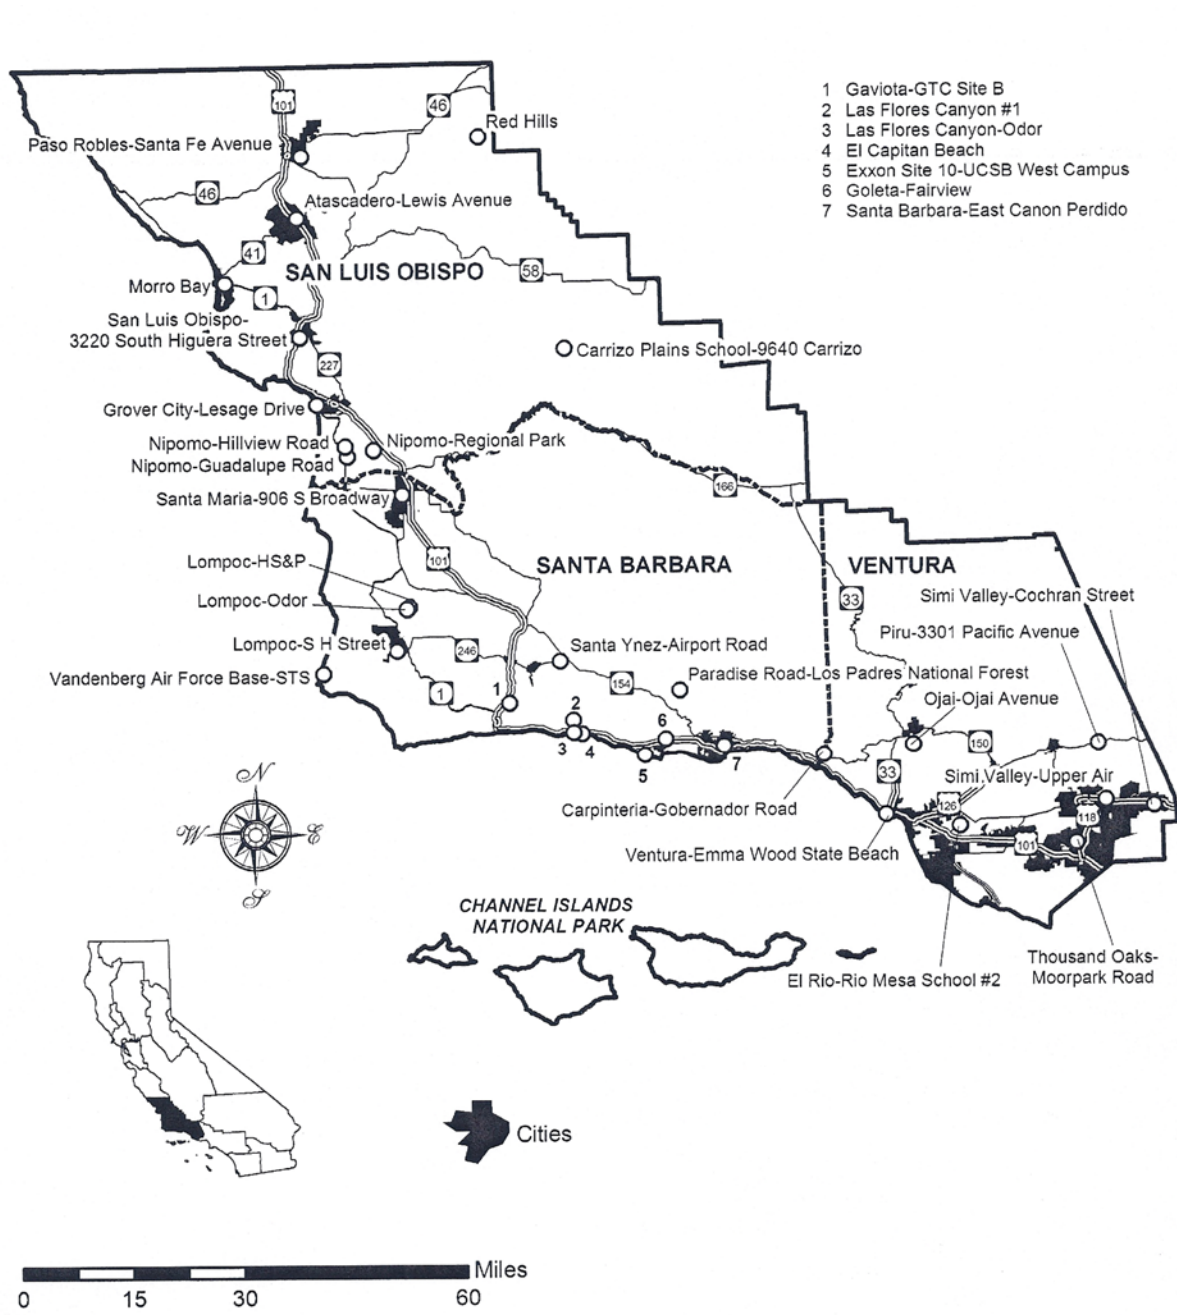 1 Gaviota-GTC Site B
2 Las Flores Canyon #1
3 Las Flores Canyon-Odor
4 El Capitan Beach
5 Exxon Site 10-UCSB West Campus
6 Goleta-Fairview
7 Santa Barbara-East Canon Perdido
101
46
Red Hills
Paso Robles-Santa Fe Avenue
46
Atascadero-Lewis Avenue
41
SAN LUIS OBISPO
58
Morro Bay
1
San Luis Obispo-
3220 South Higuera Street
Carrizo Plains School-9640 Carrizo
227
Grover City-Lesage Drive
Nipomo-Hillview Road
Nipomo-Regional Park
Nipomo-Guadalupe Road
166
Santa Maria-906 S Broadway
101
Lompoc-HS&P
SANTA BARBARA
VENTURA
33
Simi Valley-Cochran Street
Lompoc-Odor
Piru-3301 Pacific Avenue
Lompoc-S H Street
246
Santa Ynez-Airport Road
Vandenberg Air Force Base-STS
154
Paradise Road-Los Padres National Forest
1
1
Ojai-Ojai Avenue
2
6
150
3
4
5
7
33
Simi Valley-Upper Air
Carpinteria-Gobernador Road
126
118
101
Ventura-Emma Wood State Beach
N
W
E
S
CHANNEL ISLANDS
NATIONAL PARK
El Rio-Rio Mesa School #2
Thousand Oaks-
Moorpark Road
Cities
Miles
0 15 30 60